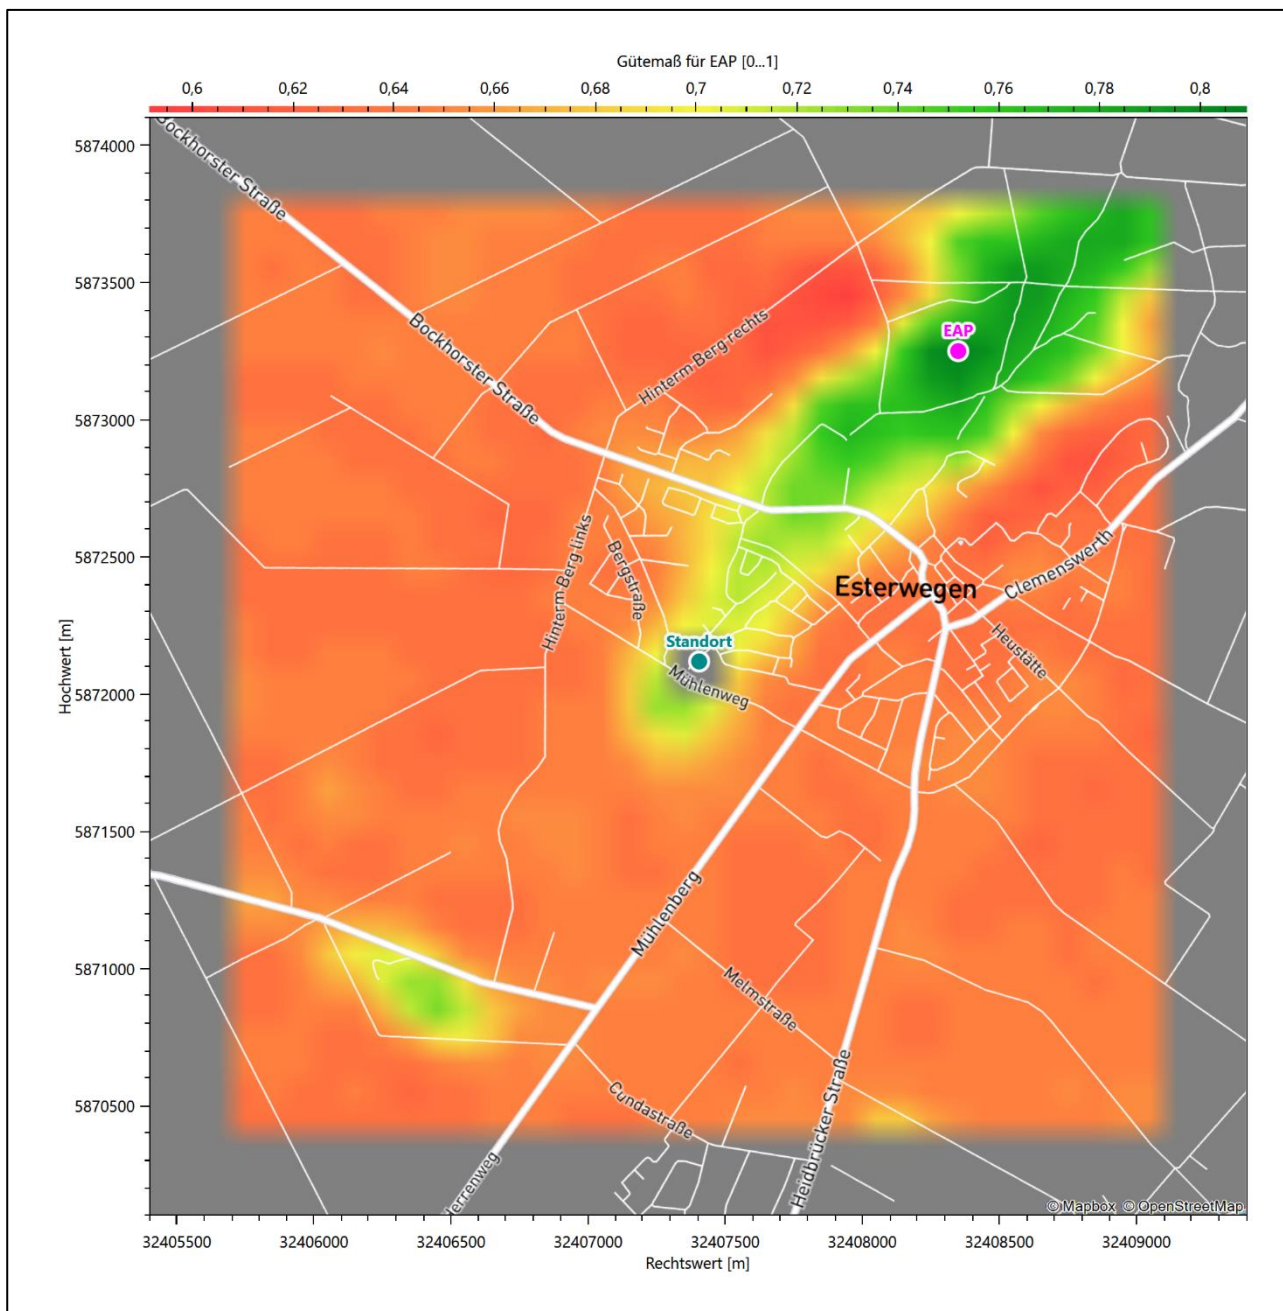 Gütemaß für EAP [0...1]
0,6 0,62 0,64 0,66 0,68 0,7 0,72 0,74 0,76 0,78 0,8
Bockhorster Straße
5874000
5873500
Bockhorster Straße
Hinterm Berg rechts
EAP
5873000
5872500
Hinterm Berg links
Bergstraße
Esterwegen
Clemenswerth
Heustätte
Standort
Mühlenweg
Hochwert [m]
5872000
5871500
Mühlenberg
5871000
Melmstraße
5870500
Cundastraße
Heidbrücker Straße
Herrenweg
© Mapbox © OpenStreetMap
32405500 32406000 32406500 32407000 32407500 32408000 32408500 32409000
Rechtswert [m]